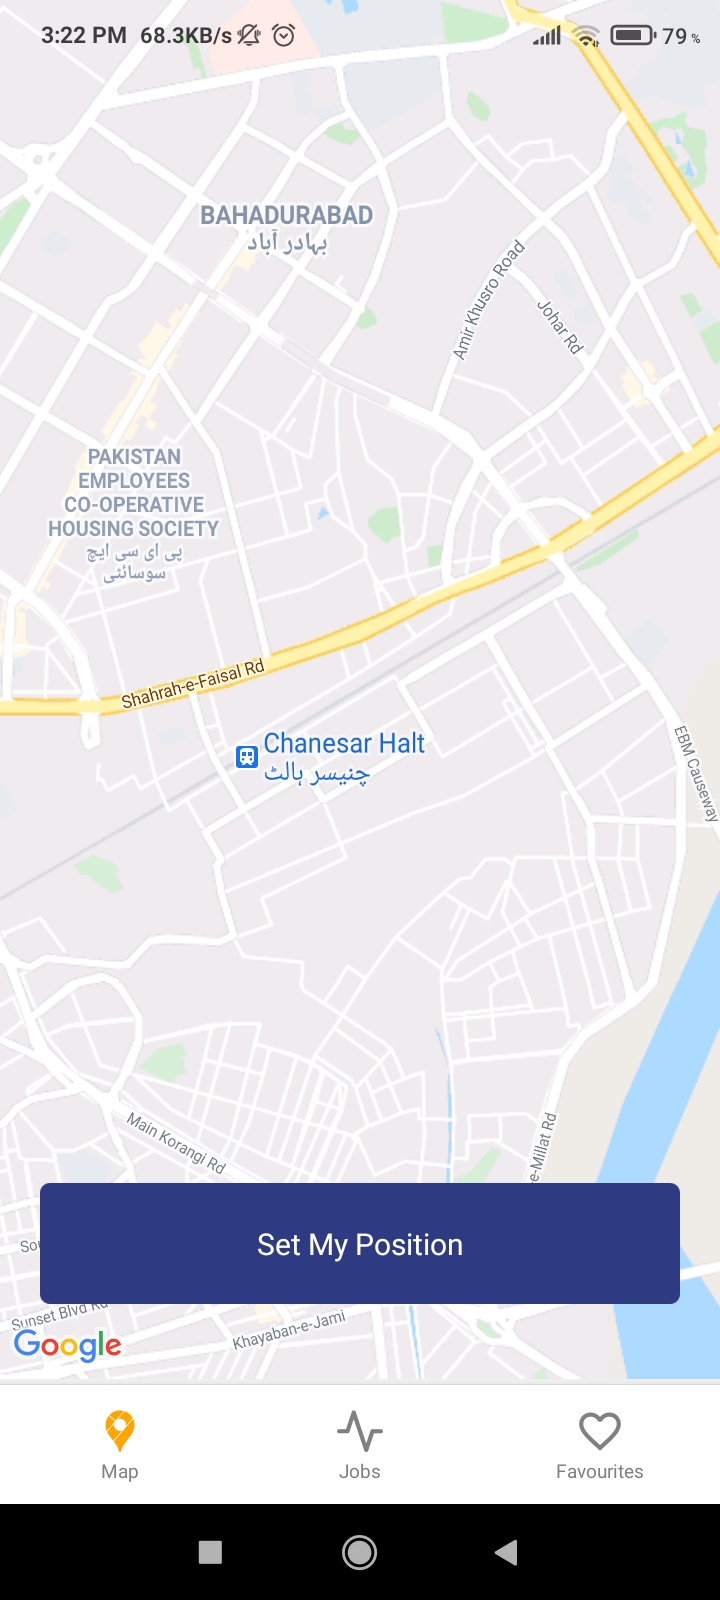 3:22 PM 68.3KB/s 79%
BAHADURABAD
بہادر آباد
Amir Khusro Road
Johar Rd
PAKISTAN
EMPLOYEES
CO-OPERATIVE
HOUSING SOCIETY
پی ای سی ایچ
سوسائٹی
Shahrah-e-Faisal Rd
Chanesar Halt
چنیسر ہالٹ
EBM Causeway
Main Korangi Rd
e-Millat Rd
Set My Position
Sunset Blvd Rd
Khayaban-e-Jami
Google
Map
Jobs
Favourites